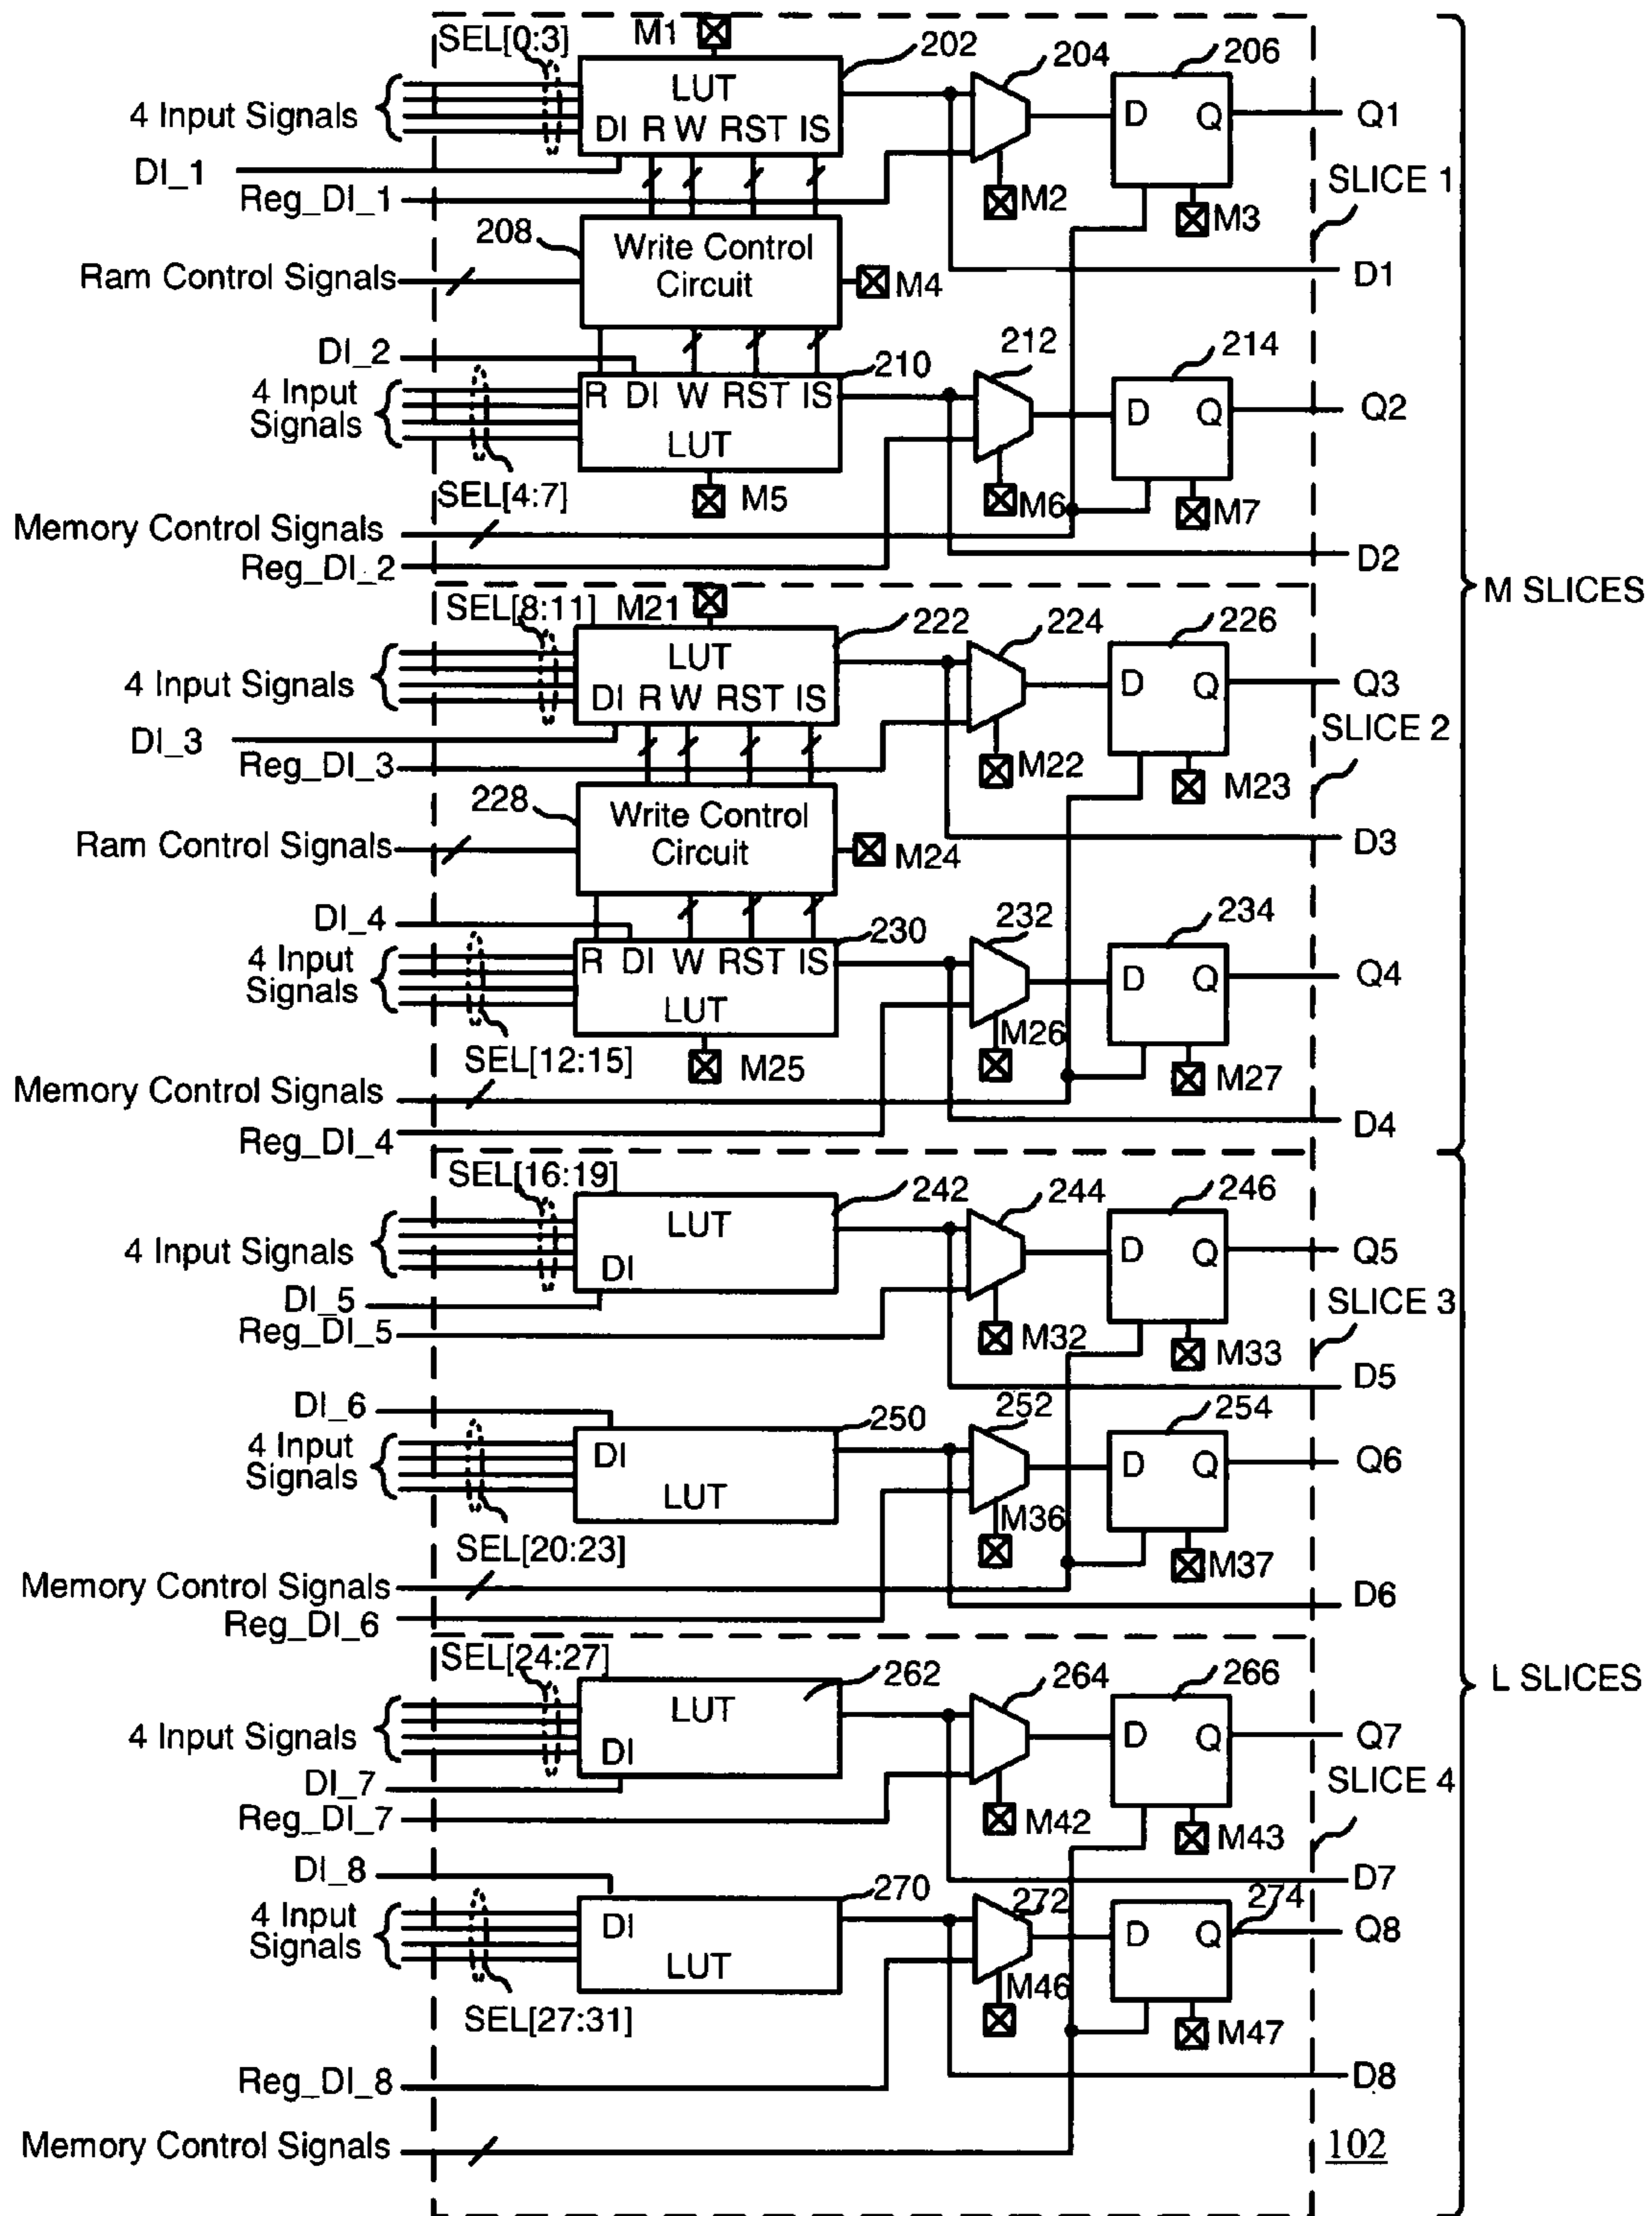 SEL[0:3]
M1
202
204
206
LUT
4 Input Signals
DI R W RST IS
D Q
Q1
DI_1
Reg_DI_1
M2
M3
SLICE 1
208
Write Control
Circuit
Ram Control Signals
M4
D1
DI_2
210
212
214
4 Input
Signals
R DI W RST IS
LUT
D Q
Q2
SEL[4:7]
M5
M6
M7
Memory Control Signals
Reg_DI_2
D2
M SLICES
SEL[8:11]
M21
222
224
226
LUT
4 Input Signals
DI R W RST IS
D Q
Q3
DI_3
Reg_DI_3
M22
M23
SLICE 2
228
Write Control
Circuit
Ram Control Signals
M24
D3
DI_4
230
232
234
4 Input
Signals
R DI W RST IS
LUT
D Q
Q4
SEL[12:15]
M25
M26
M27
Memory Control Signals
Reg_DI_4
D4
SEL[16:19]
242
244
246
LUT
4 Input Signals
DI
D Q
Q5
DI_5
Reg_DI_5
M32
M33
SLICE 3
D5
DI_6
250
252
254
4 Input
Signals
DI
LUT
D Q
Q6
SEL[20:23]
M36
M37
Memory Control Signals
Reg_DI_6
D6
L SLICES
SEL[24:27]
262
264
266
LUT
4 Input Signals
DI
D Q
Q7
DI_7
Reg_DI_7
M42
M43
SLICE 4
D7
DI_8
270
272
274
4 Input
Signals
DI
LUT
D Q
Q8
SEL[27:31]
M46
M47
Reg_DI_8
D8
Memory Control Signals
102